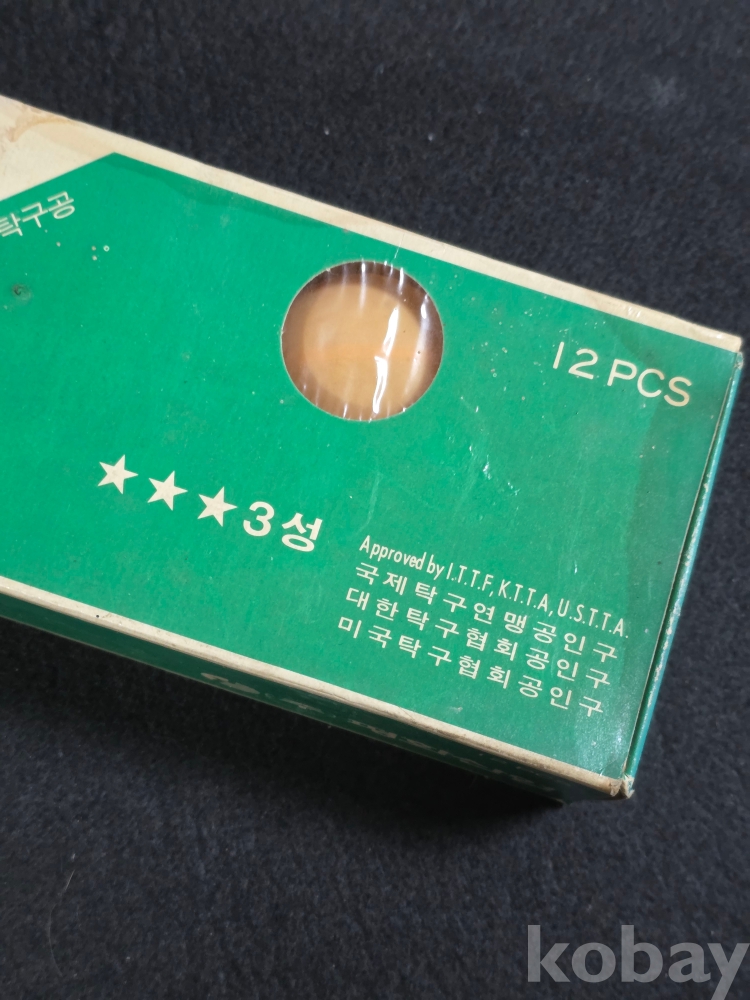 탁구공
12 PCS
★★★3성
Approved by I.T.T.F, K.T.T.A, U.S.T.T.A.
국제탁구연맹공인구
대한탁구협회공인구
미국탁구협회공인구
kobay